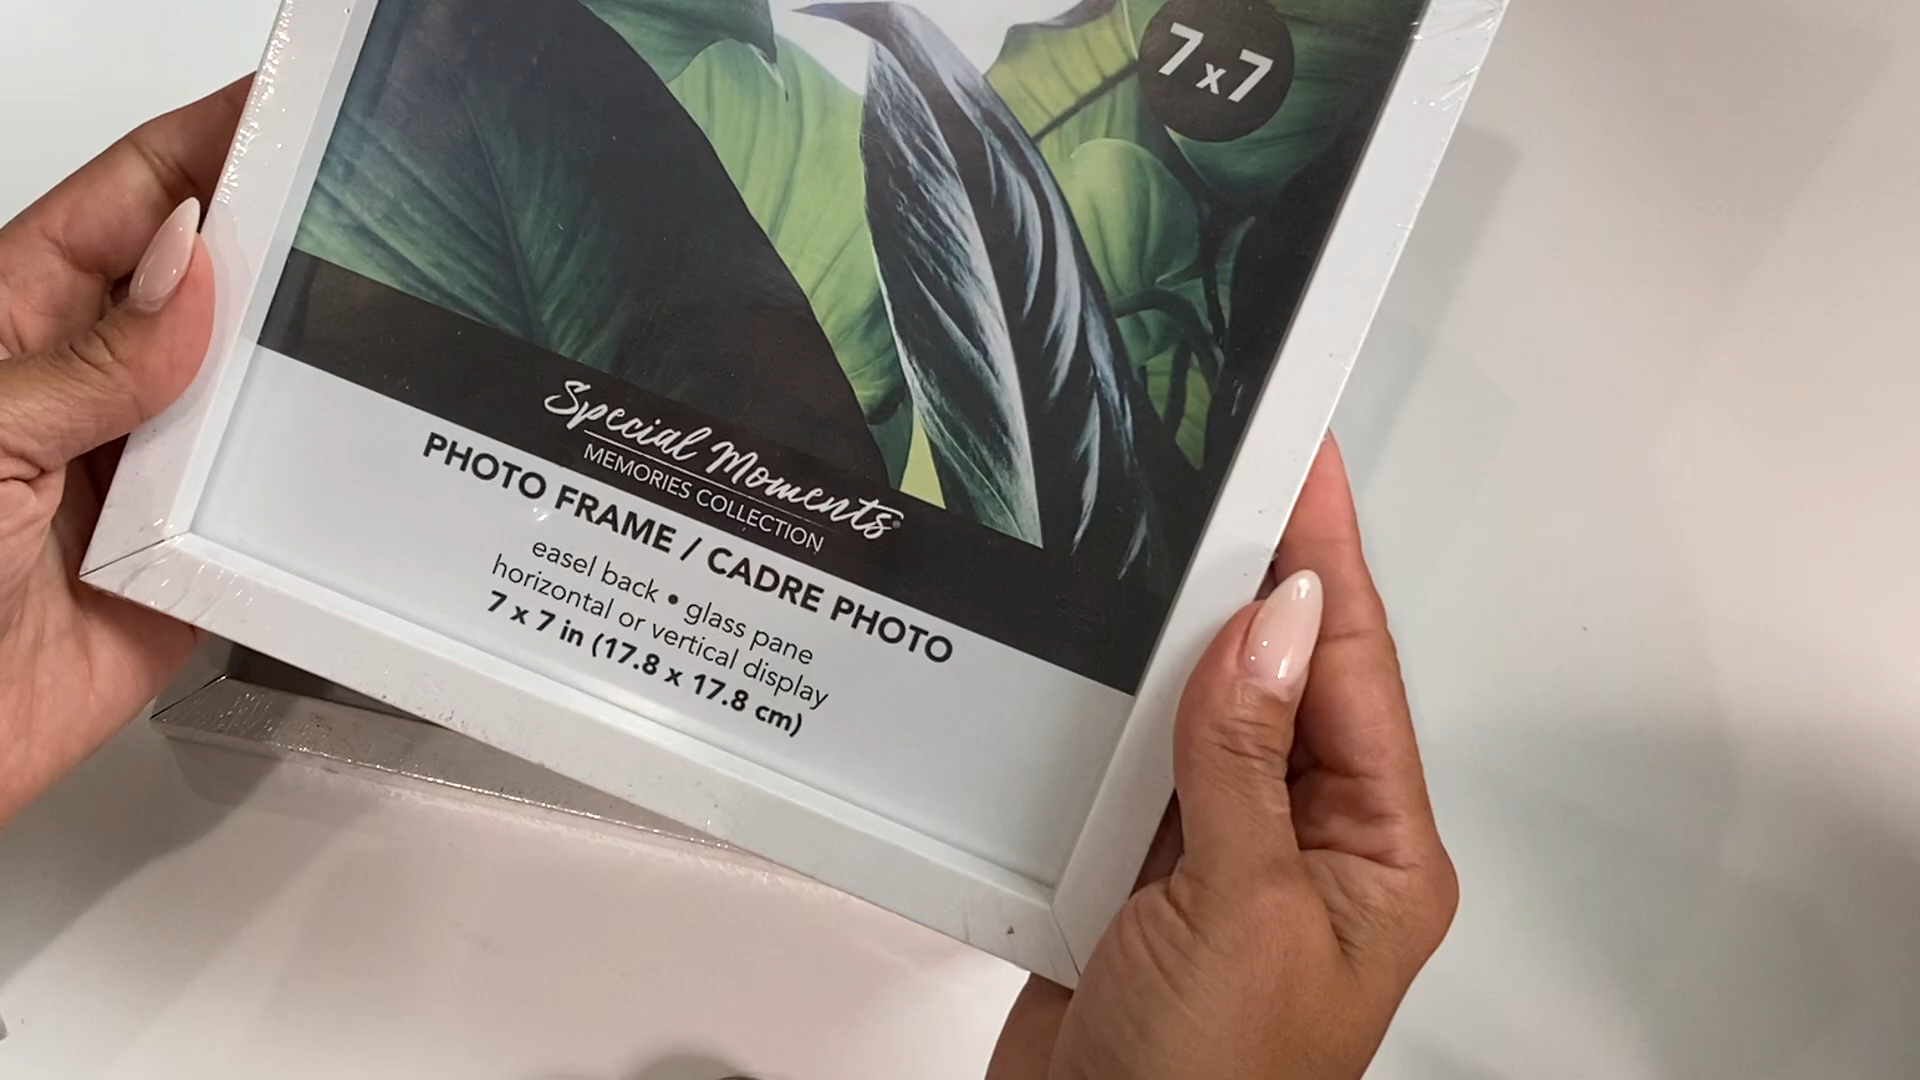 7x7
Special Moments®
MEMORIES COLLECTION
PHOTO FRAME / CADRE PHOTO
easel back • glass pane
horizontal or vertical display
7 x 7 in (17.8 x 17.8 cm)